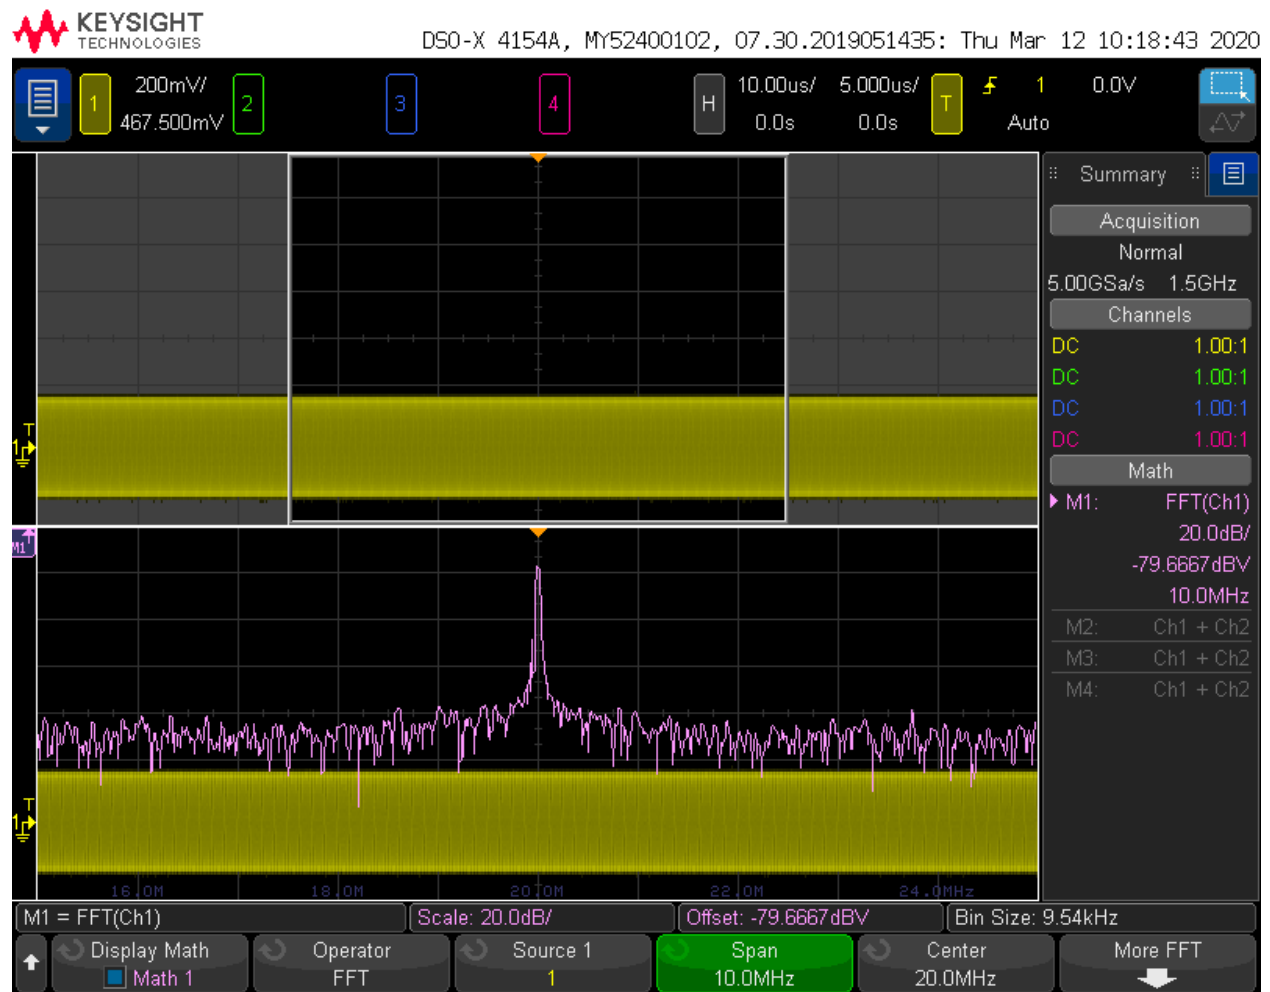 KEYSIGHT
TECHNOLOGIES
DSO-X 4154A, MY52400102, 07.30.2019051435: Thu Mar 12 10:18:43 2020
1 200mV/ 2 3 4 H 10.00us/ 5.000us/ T 1 0.0V
467.500mV 0.0s 0.0s Auto
Summary
Acquisition
Normal
5.00GSa/s 1.5GHz
Channels
DC 1.00:1
DC 1.00:1
DC 1.00:1
DC 1.00:1
Math
M1: FFT(Ch1)
20.0dB/
-79.6667dBV
10.0MHz
M2: Ch1 + Ch2
M3: Ch1 + Ch2
M4: Ch1 + Ch2
T
1
M1
T
1
16.0M 18.0M 20.0M 22.0M 24.0MHz
M1 = FFT(Ch1) Scale: 20.0dB/ Offset: -79.6667dBV Bin Size: 9.54kHz
Display Math Operator Source 1 Span Center More FFT
Math 1 FFT 1 10.0MHz 20.0MHz